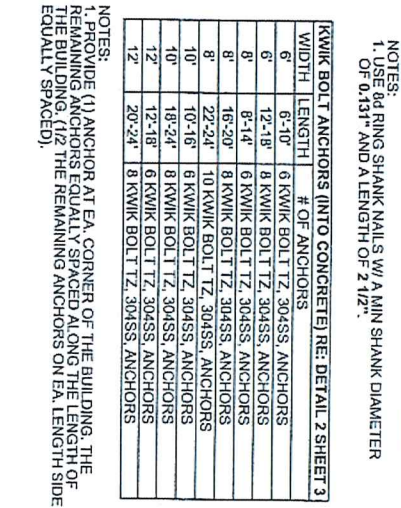 NOTES:
1. USE 8d RING SHANK NAILS W/ A MIN SHANK DIAMETER
OF 0.131" AND A LENGTH OF 2 1/2".
KWIK BOLT ANCHORS (INTO CONCRETE) RE: DETAIL 2 SHEET 3
WIDTH LENGTH # OF ANCHORS
6' 6'-10' 6 KWIK BOLT TZ, 304SS, ANCHORS
6' 12'-18' 8 KWIK BOLT TZ, 304SS, ANCHORS
8' 8'-14' 6 KWIK BOLT TZ, 304SS, ANCHORS
8' 16'-20' 8 KWIK BOLT TZ, 304SS, ANCHORS
8' 22'-24' 10 KWIK BOLT TZ, 304SS, ANCHORS
10' 10'-16' 6 KWIK BOLT TZ, 304SS, ANCHORS
10' 18'-24' 8 KWIK BOLT TZ, 304SS, ANCHORS
12' 12'-18' 6 KWIK BOLT TZ, 304SS, ANCHORS
12' 20'-24' 8 KWIK BOLT TZ, 304SS, ANCHORS
NOTES:
1. PROVIDE (1) ANCHOR AT EA. CORNER OF THE BUILDING. THE
REMAINING ANCHORS EQUALLY SPACED ALONG THE LENGTH OF
THE BUILDING, (1/2 THE REMAINING ANCHORS ON EA. LENGTH SIDE
EQUALLY SPACED).